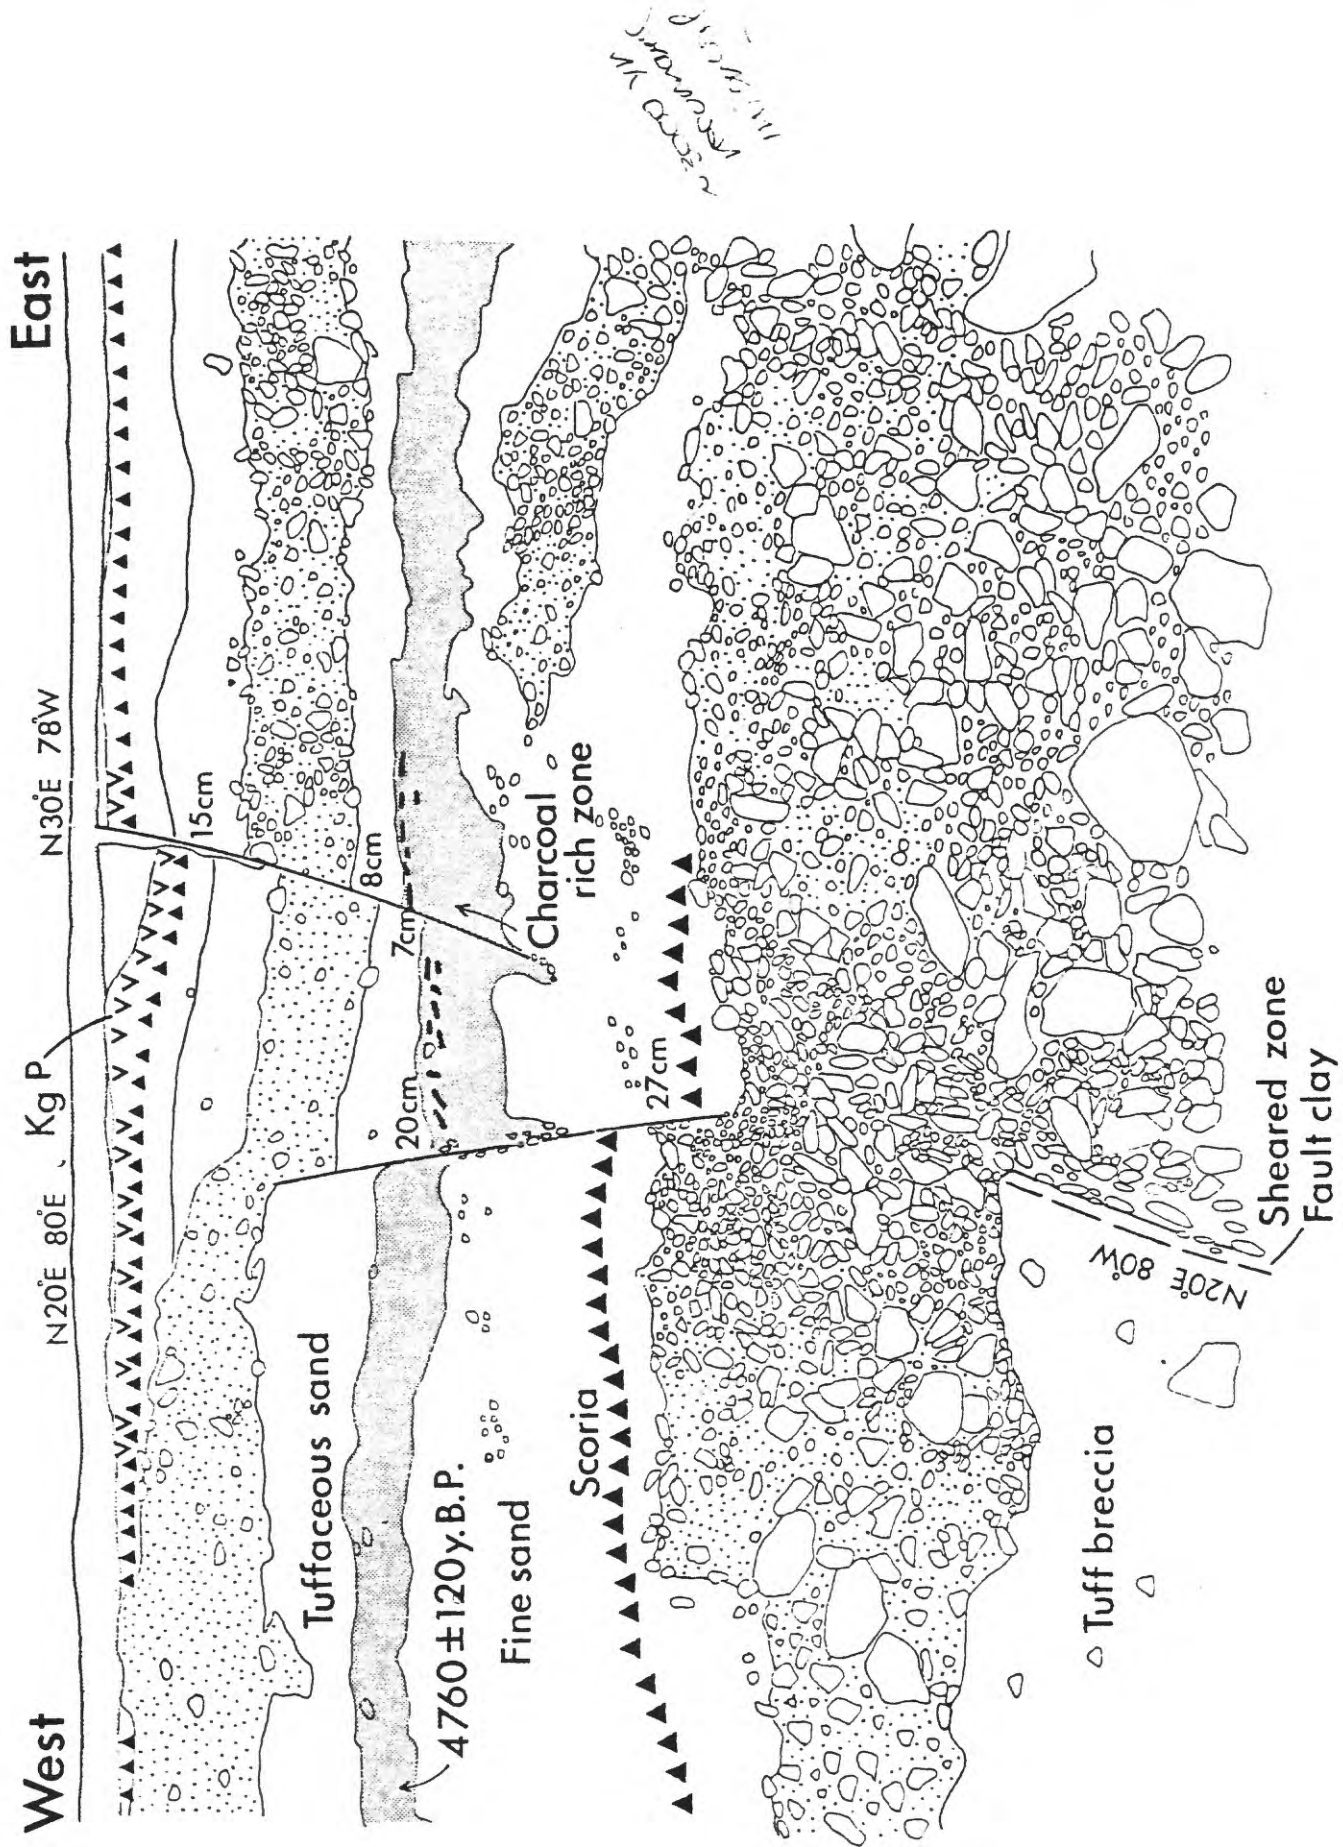 West
East
N20°E 80°E
Kg P
N30°E 78°W
15cm
8cm
7cm
20cm
Tuffaceous sand
4760±120y.B.P.
Charcoal
rich zone
Fine sand
Scoria
27cm
Tuff breccia
N20°E 80°W
Sheared zone
Fault clay